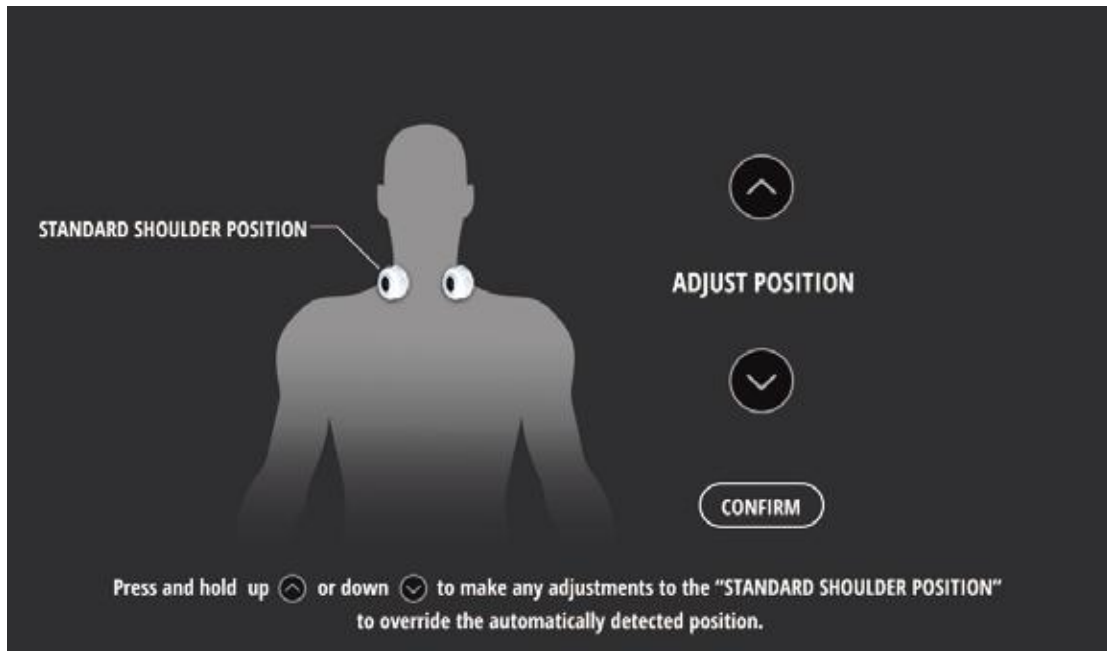 STANDARD SHOULDER POSITION
ADJUST POSITION
CONFIRM
Press and hold up or down to make any adjustments to the “STANDARD SHOULDER POSITION”
to override the automatically detected position.